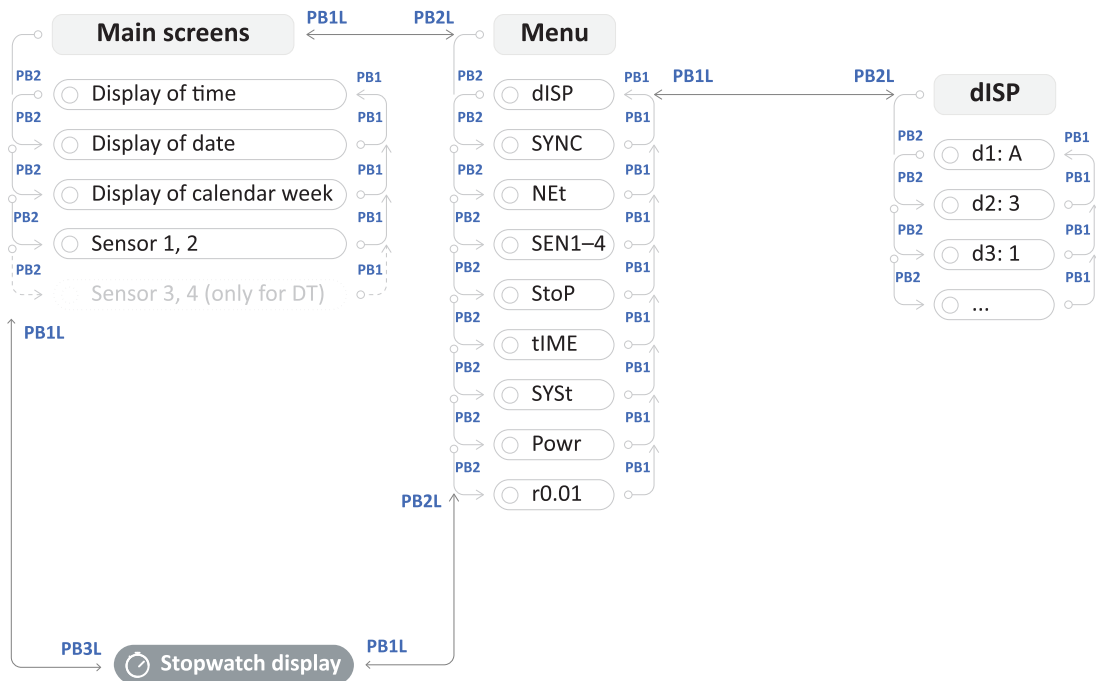 PB1L
PB2L
Main screens
Menu
PB2
PB2
PB1
PB1
PB1L
PB2L
Display of time
dISP
dISP
PB2
PB1
PB2
PB1
PB2
PB1
Display of date
SYNC
d1: A
PB2
PB1
PB2
PB1
PB2
PB1
Display of calendar week
NEt
d2: 3
PB2
PB1
PB2
PB1
PB2
PB1
Sensor 1, 2
SEN1–4
d3: 1
PB2
PB1
PB2
PB1
PB2
PB1
Sensor 3, 4 (only for DT)
StoP
...
PB1L
PB2
PB1
tIME
PB2
PB1
SYSt
PB2
PB1
Powr
PB2
PB1
r0.01
PB2L
PB3L
PB1L
Stopwatch display